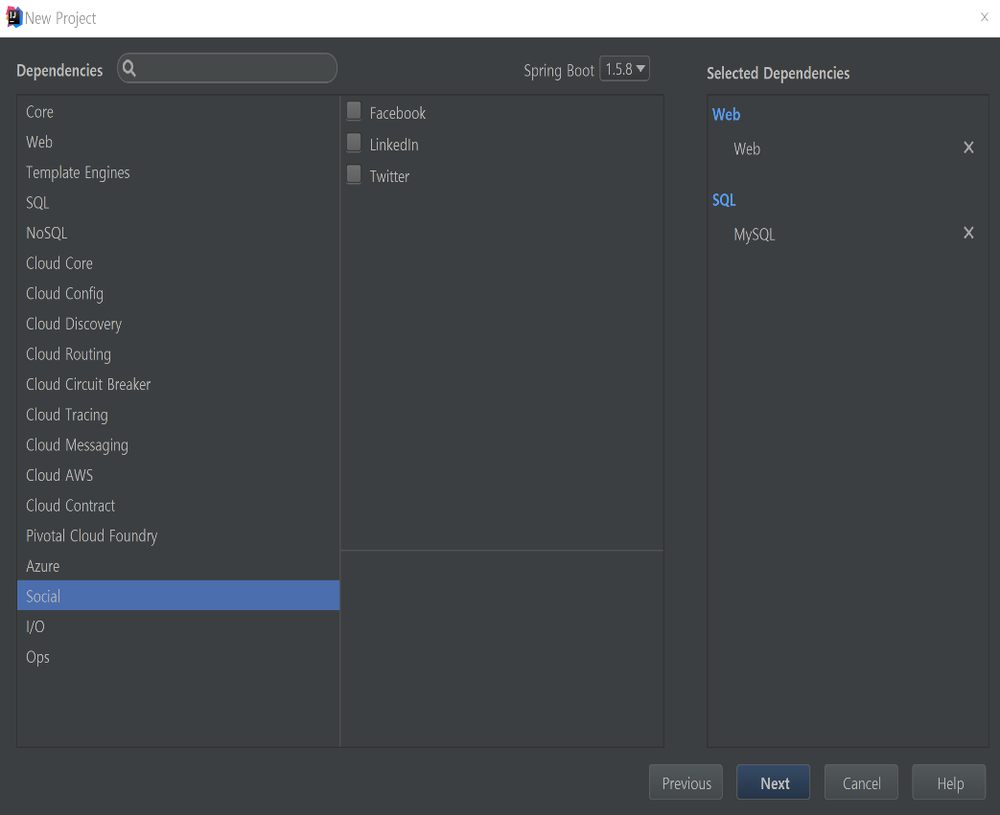 New Project
Dependencies
Spring Boot 1.5.8
Selected Dependencies
Core
Web
Template Engines
SQL
NoSQL
Cloud Core
Cloud Config
Cloud Discovery
Cloud Routing
Cloud Circuit Breaker
Cloud Tracing
Cloud Messaging
Cloud AWS
Cloud Contract
Pivotal Cloud Foundry
Azure
Social
I/O
Ops
Facebook
LinkedIn
Twitter
Web
Web
SQL
MySQL
Previous
Next
Cancel
Help